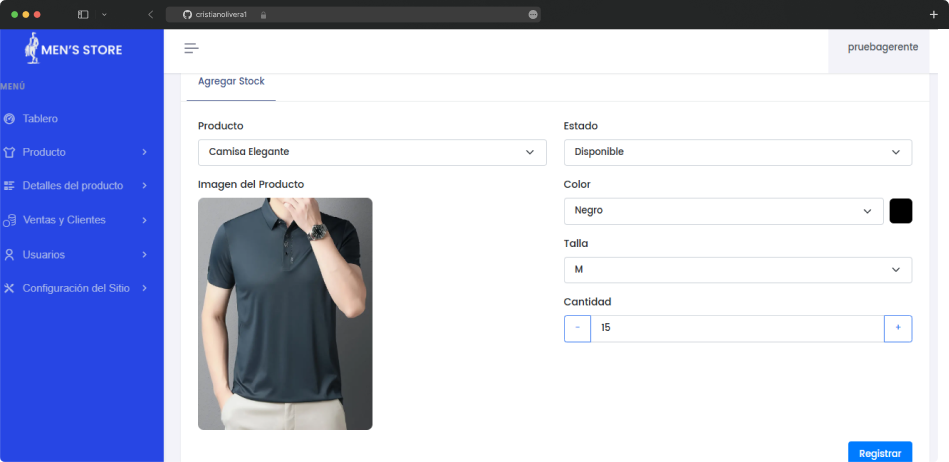 cristianolivera1
MEN'S STORE
pruebagerente
MENÚ
Tablero
Producto
Detalles del producto
Ventas y Clientes
Usuarios
Configuración del Sitio
Agregar Stock
Producto
Camisa Elegante
Imagen del Producto
Estado
Disponible
Color
Negro
Talla
M
Cantidad
- 15 +
Registrar